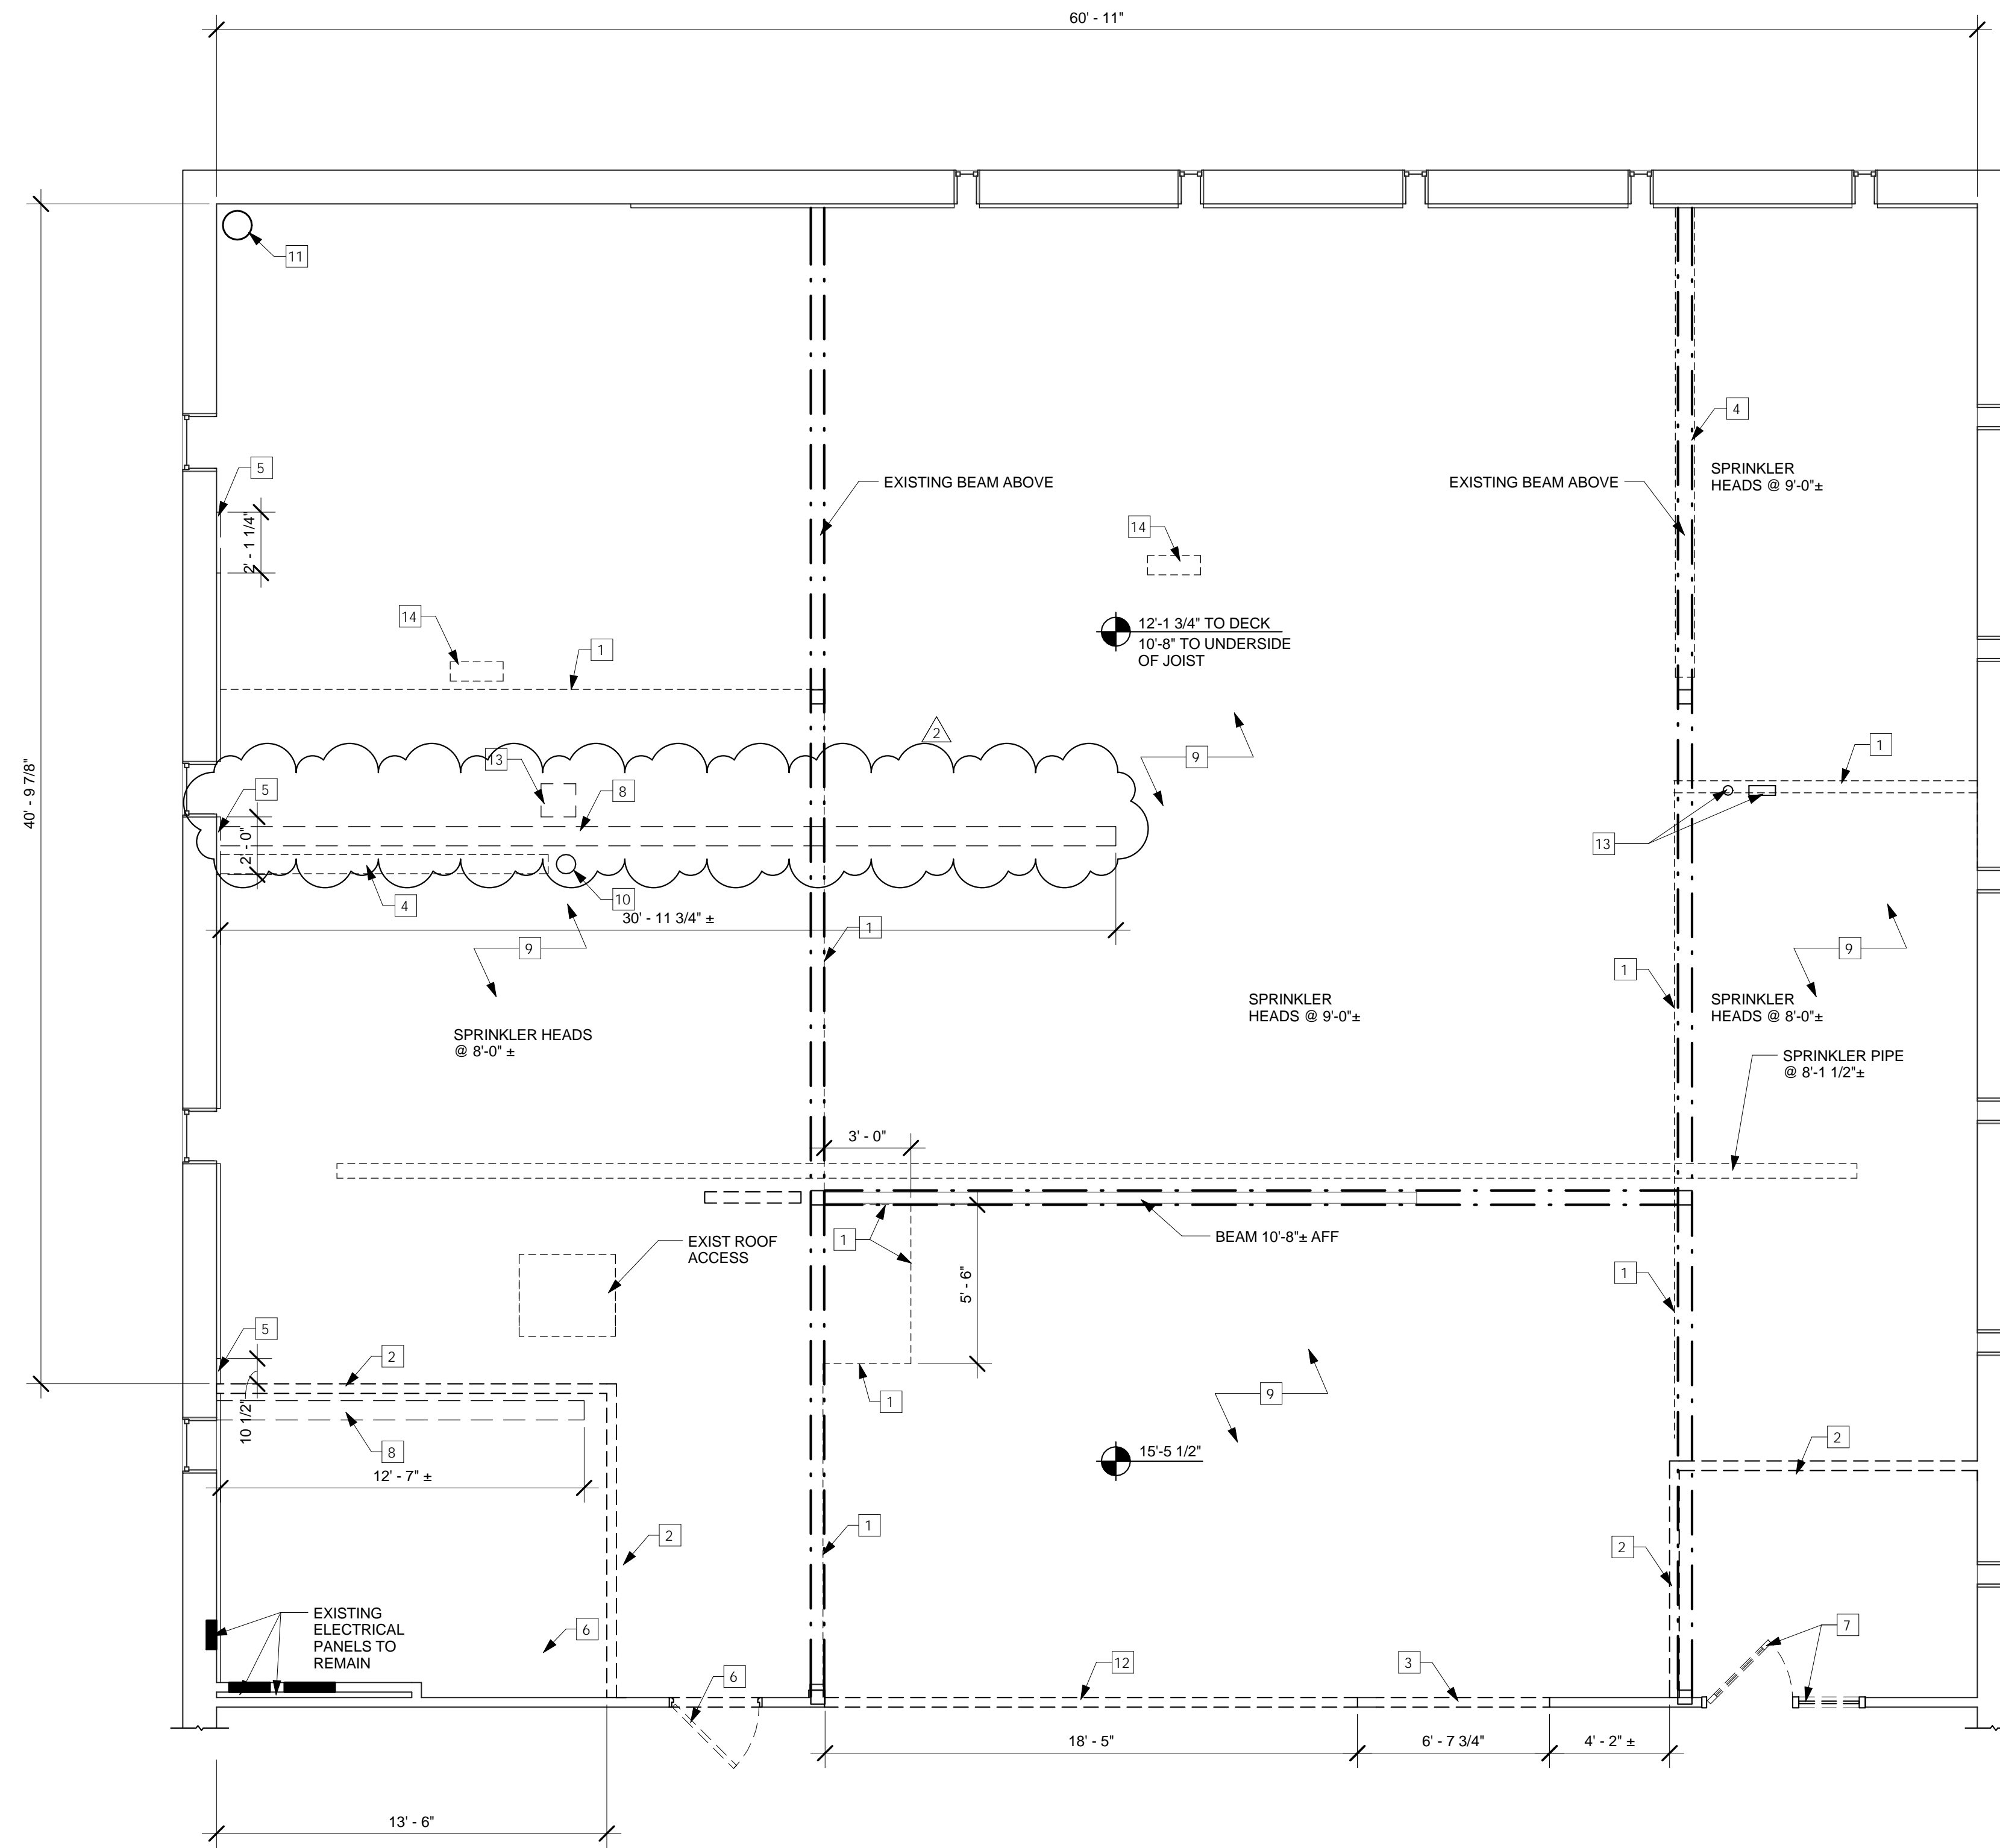 60' - 11"
11
5
4
SPRINKLER
HEADS @ 9'-0"±
EXISTING BEAM ABOVE
EXISTING BEAM ABOVE
2' - 1 1/4"
14
14
12'-1 3/4" TO DECK
10'-8" TO UNDERSIDE
OF JOIST
1
2
9
1
13
5
8
40' - 9 7/8"
2' - 0"
13
4
10
30' - 11 3/4" ±
1
9
9
1
SPRINKLER
HEADS @ 9'-0"±
SPRINKLER
HEADS @ 8'-0"±
SPRINKLER HEADS
@ 8'-0" ±
SPRINKLER PIPE
@ 8'-1 1/2"±
3' - 0"
EXIST ROOF
ACCESS
1
BEAM 10'-8"± AFF
5' - 6"
1
5
2
1
9
10 1/2"
8
12' - 7" ±
15'-5 1/2"
2
2
1
2
EXISTING
ELECTRICAL
PANELS TO
REMAIN
6
7
6
12
3
18' - 5"
6' - 7 3/4"
4' - 2" ±
13' - 6"